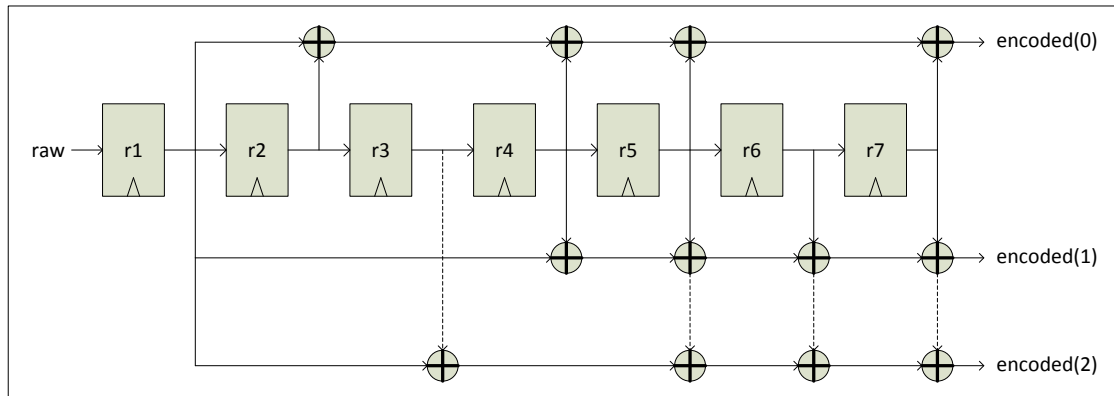 encoded(0)
raw r1 r2 r3 r4 r5 r6 r7
encoded(1)
encoded(2)